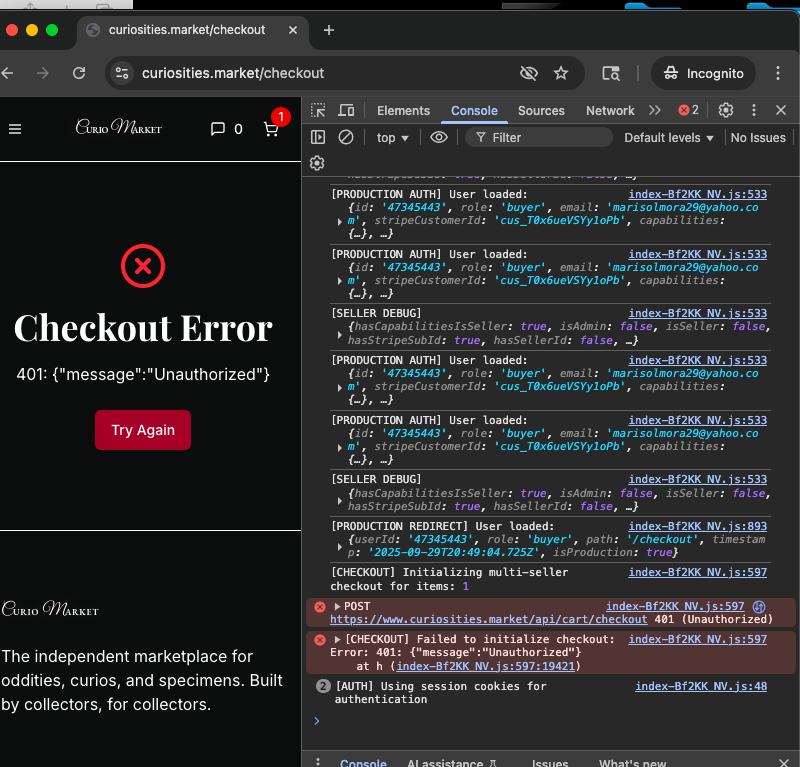 curiosities.market/checkout
curiosities.market/checkout
Incognito
Curio Market
0
1
Checkout Error
401: {"message":"Unauthorized"}
Try Again
Curio Market
The independent marketplace for
oddities, curios, and specimens. Built
by collectors, for collectors.
Elements Console Sources Network 2
top Filter Default levels No Issues
[PRODUCTION AUTH] User loaded: index-Bf2KK_NV.js:533
{id: '47345443', role: 'buyer', email: 'marisolmora29@yahoo.co
m', stripeCustomerId: 'cus_T0x6ueVSYy1oPb', capabilities:
{…}, …}
[PRODUCTION AUTH] User loaded: index-Bf2KK_NV.js:533
{id: '47345443', role: 'buyer', email: 'marisolmora29@yahoo.co
m', stripeCustomerId: 'cus_T0x6ueVSYy1oPb', capabilities:
{…}, …}
[SELLER DEBUG] index-Bf2KK_NV.js:533
{hasCapabilitiesIsSeller: true, isAdmin: false, isSeller: false,
hasStripeSubId: true, hasSellerId: false, …}
[PRODUCTION AUTH] User loaded: index-Bf2KK_NV.js:533
{id: '47345443', role: 'buyer', email: 'marisolmora29@yahoo.co
m', stripeCustomerId: 'cus_T0x6ueVSYy1oPb', capabilities:
{…}, …}
[PRODUCTION AUTH] User loaded: index-Bf2KK_NV.js:533
{id: '47345443', role: 'buyer', email: 'marisolmora29@yahoo.co
m', stripeCustomerId: 'cus_T0x6ueVSYy1oPb', capabilities:
{…}, …}
[SELLER DEBUG] index-Bf2KK_NV.js:533
{hasCapabilitiesIsSeller: true, isAdmin: false, isSeller: false,
hasStripeSubId: true, hasSellerId: false, …}
[PRODUCTION REDIRECT] User loaded: index-Bf2KK_NV.js:893
{userId: '47345443', role: 'buyer', path: '/checkout', timestam
p: '2025-09-29T20:49:04.725Z', isProduction: true}
[CHECKOUT] Initializing multi-seller index-Bf2KK_NV.js:597
checkout for items: 1
POST index-Bf2KK_NV.js:597
https://www.curiosities.market/api/cart/checkout 401 (Unauthorized)
[CHECKOUT] Failed to initialize checkout: index-Bf2KK_NV.js:597
Error: 401: {"message":"Unauthorized"}
at h (index-Bf2KK_NV.js:597:19421)
2 [AUTH] Using session cookies for index-Bf2KK_NV.js:48
authentication
Console AI assistance Issues What's new